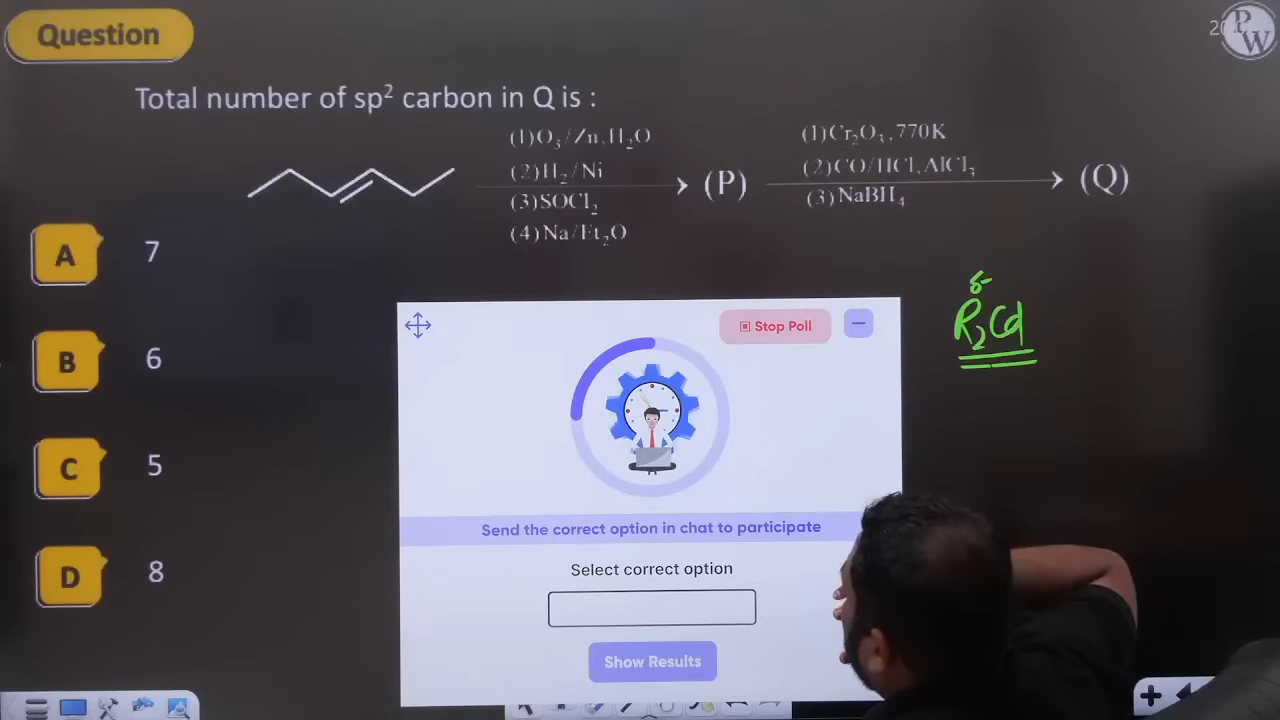 Question
20
PW
Total number of sp² carbon in Q is :
(1)O₃/Zn,H₂O
(2)H₂/Ni
(3)SOCl₂
(4)Na/Et₂O
(P)
(1)Cr₂O₃,770K
(2)CO/HCl,AlCl₃
(3)NaBH₄
(Q)
A 7
B 6
C 5
D 8
δ-
R₂Cd
Stop Poll
Send the correct option in chat to participate
Select correct option
Show Results